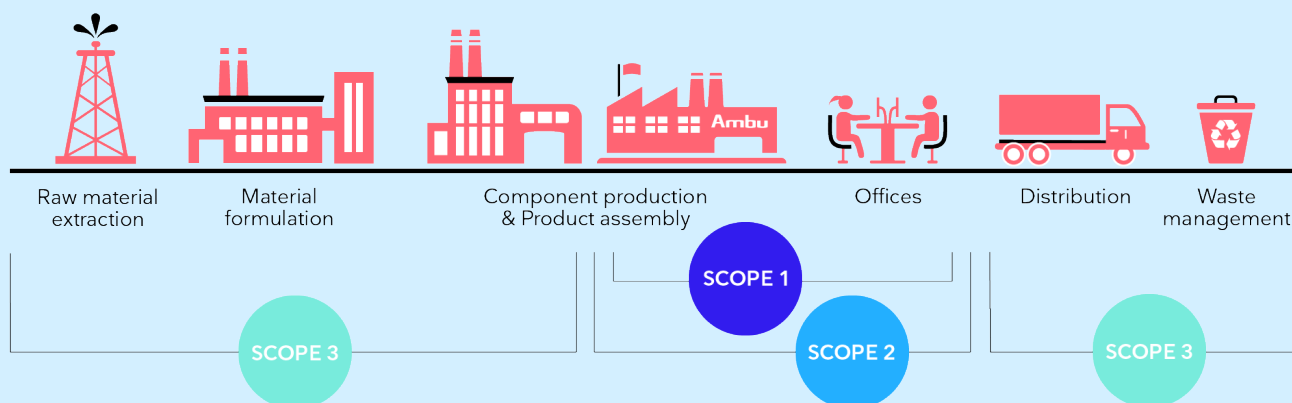 Ambu
Raw material
extraction
Material
formulation
Component production
& Product assembly
Offices
Distribution
Waste
management
SCOPE 1
SCOPE 3
SCOPE 2
SCOPE 3